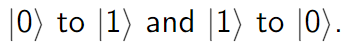 |0⟩ to |1⟩ and |1⟩ to |0⟩.